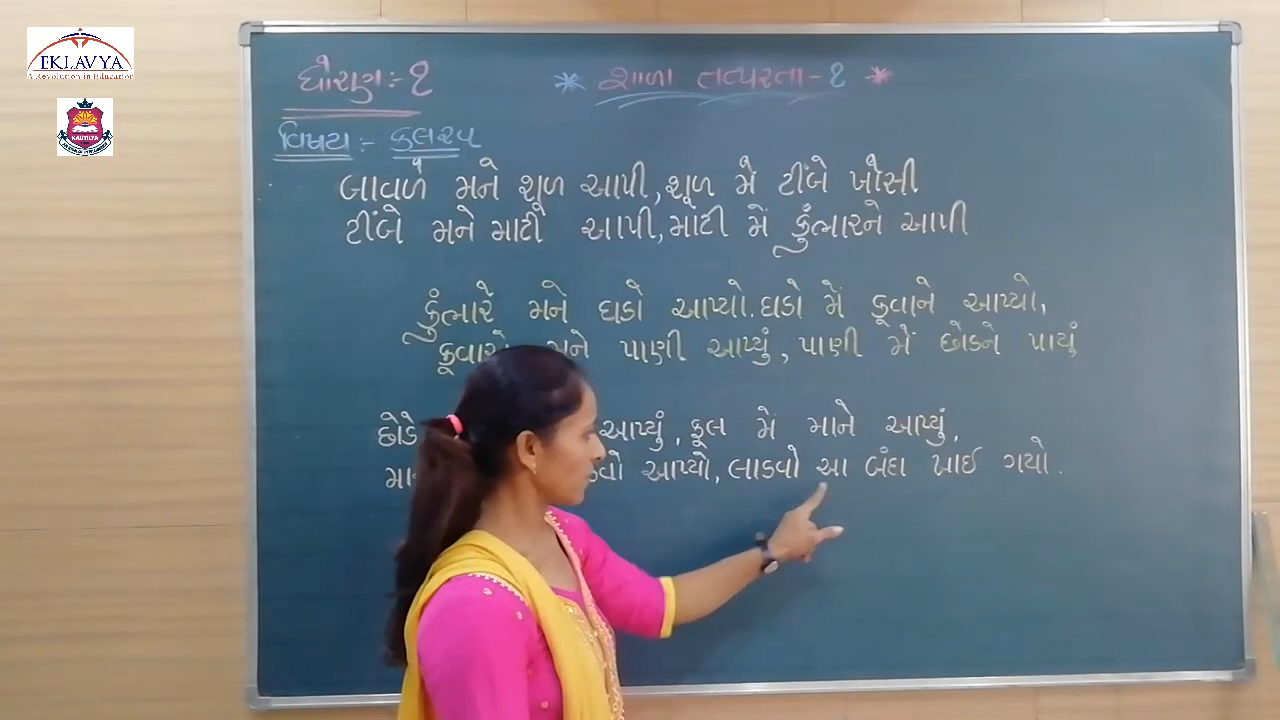 EKLAVYA
A Revolution in Education
KAUTILYA
ધોરણ:- ૧
* શાળા તત્પરતા - ૧ *
વિષય :- કલરવ
બાવળે મને શૂળ આપી, શૂળ મેં ટીંબે ખોસી
ટીંબે મને માટી આપી, માટી મેં કુંભારને આપી
કુંભારે મને ઘડો આપ્યો. ઘડો મેં કૂવાને આપ્યો,
મને પાણી આપ્યું, પાણી મેં છોડને પાયું
છોડે આપ્યું, ફૂલ મેં માને આપ્યું,
આપ્યો, લાડવો આ બંદા ખાઈ ગયો.